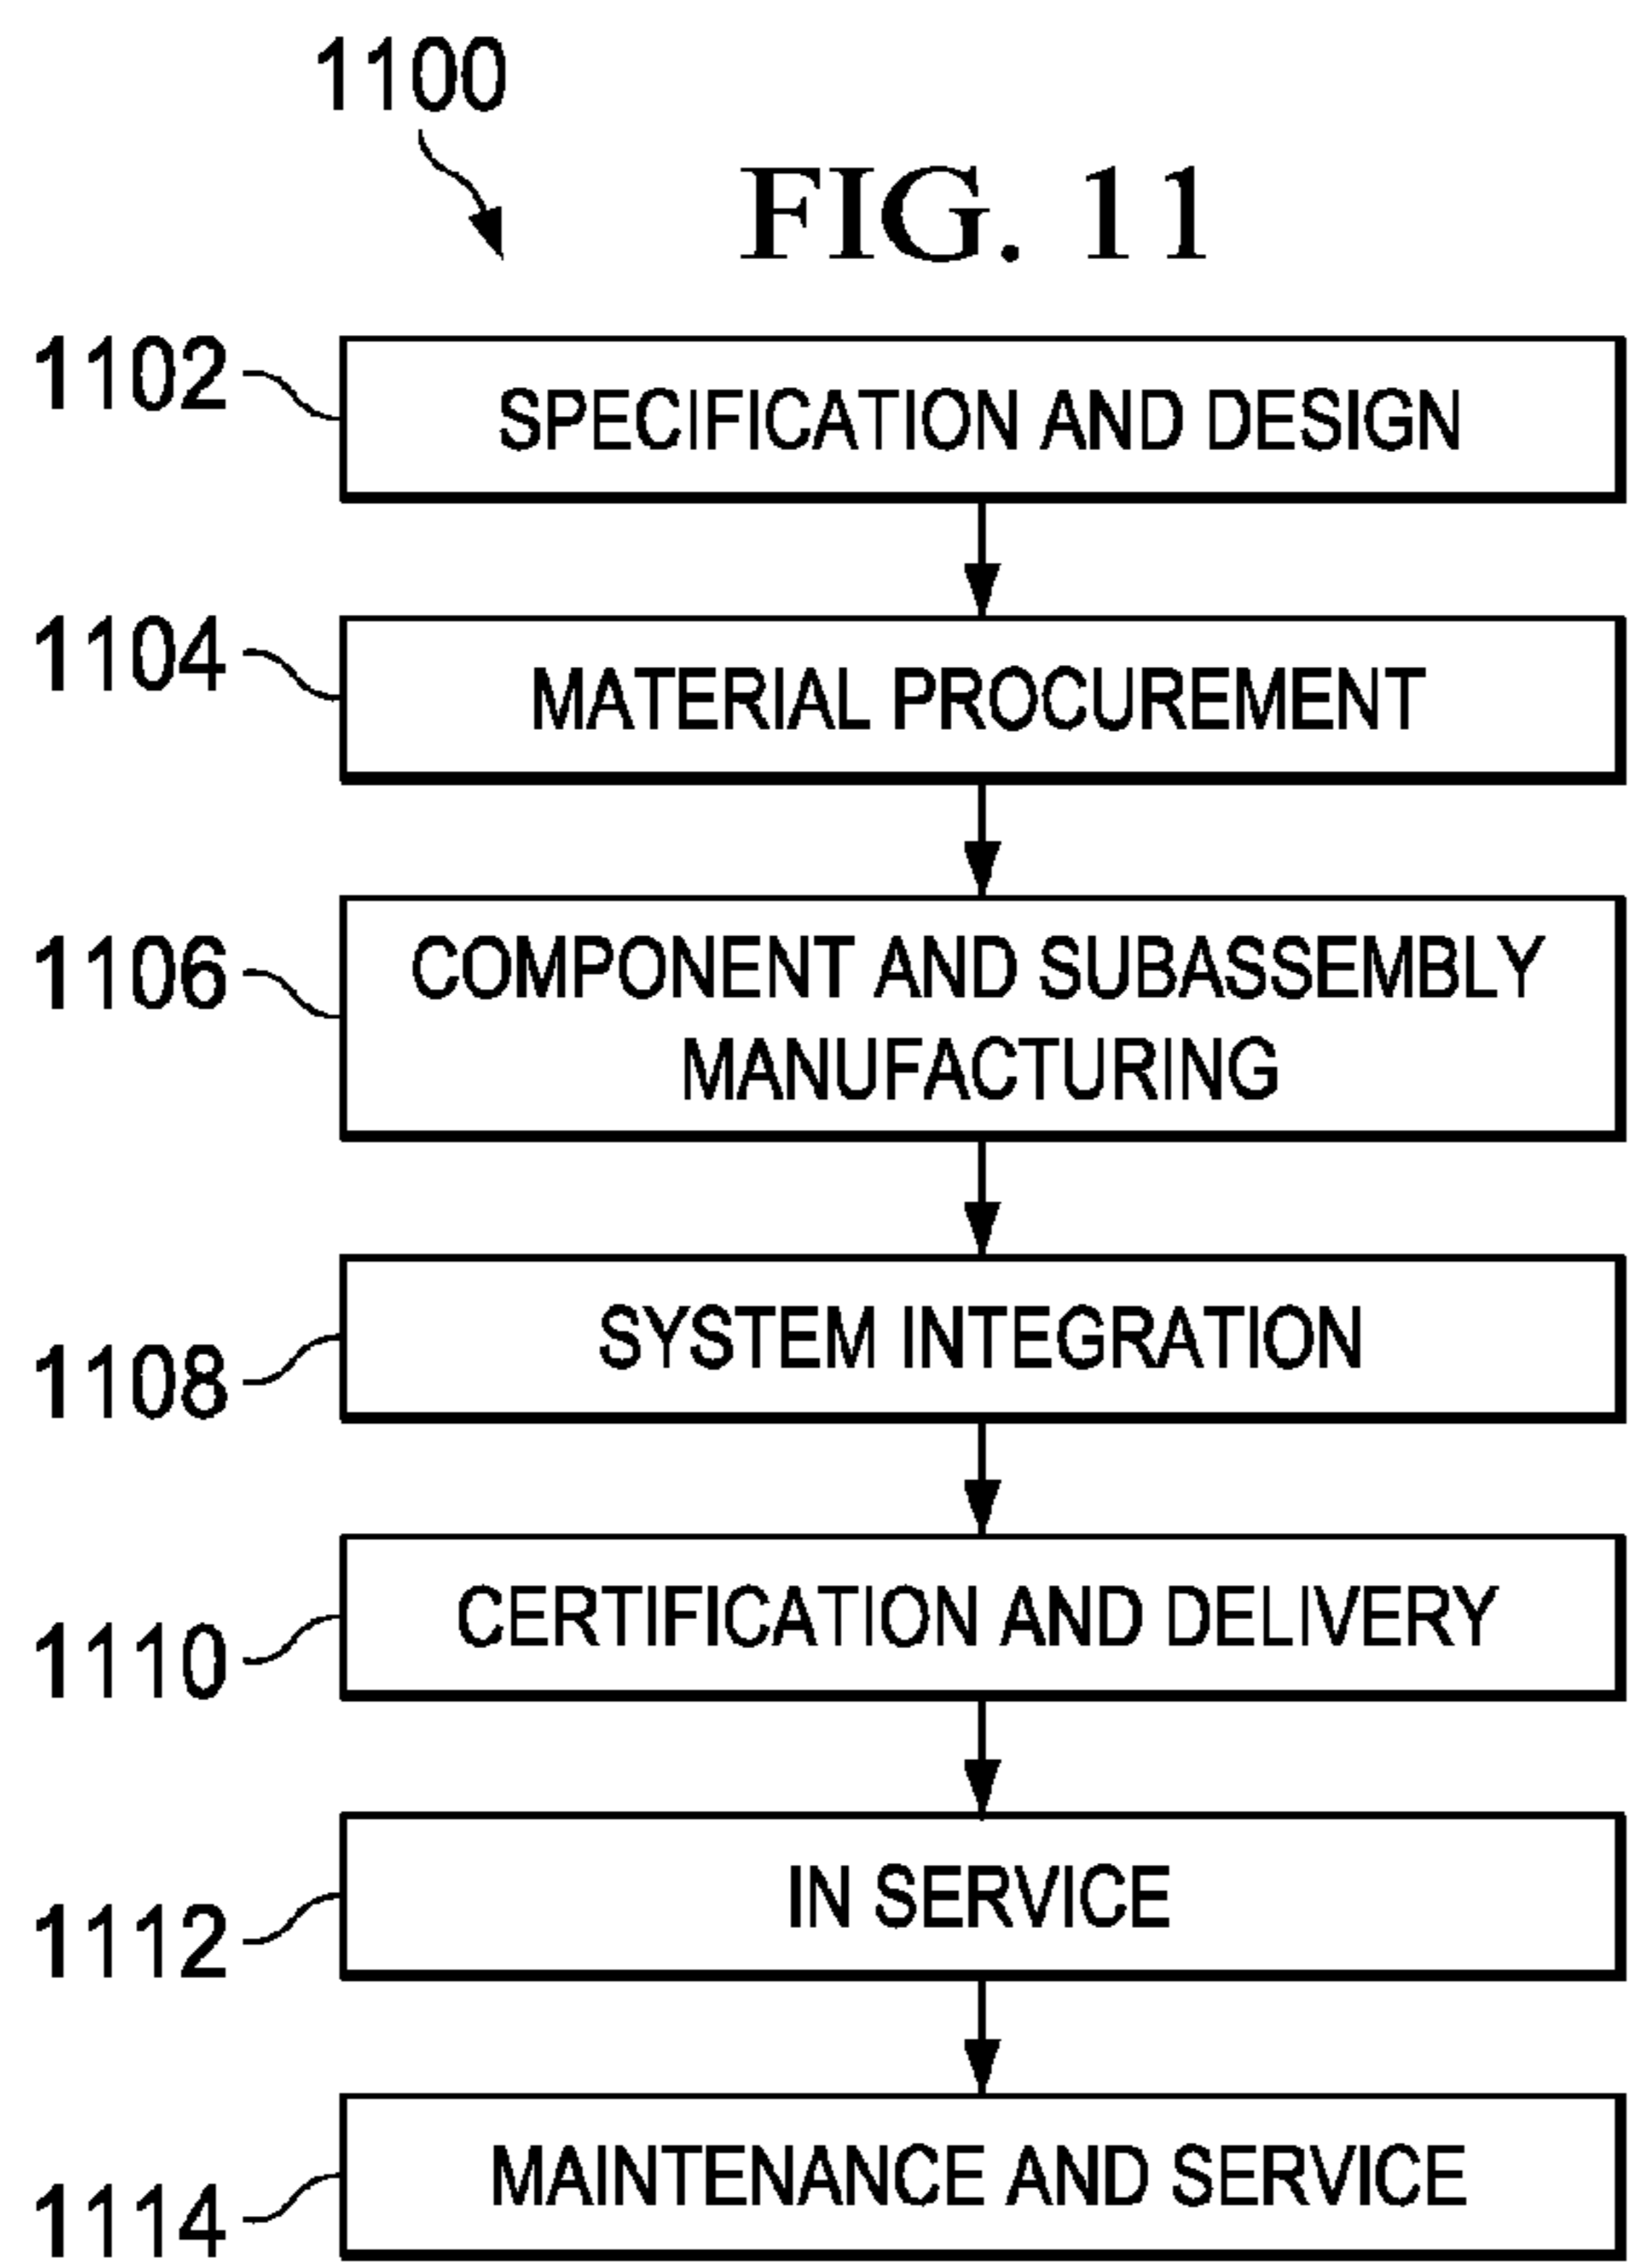 1100
FIG. 11
1102
SPECIFICATION AND DESIGN
1104
MATERIAL PROCUREMENT
1106
COMPONENT AND SUBASSEMBLY
MANUFACTURING
1108
SYSTEM INTEGRATION
1110
CERTIFICATION AND DELIVERY
1112
IN SERVICE
1114
MAINTENANCE AND SERVICE